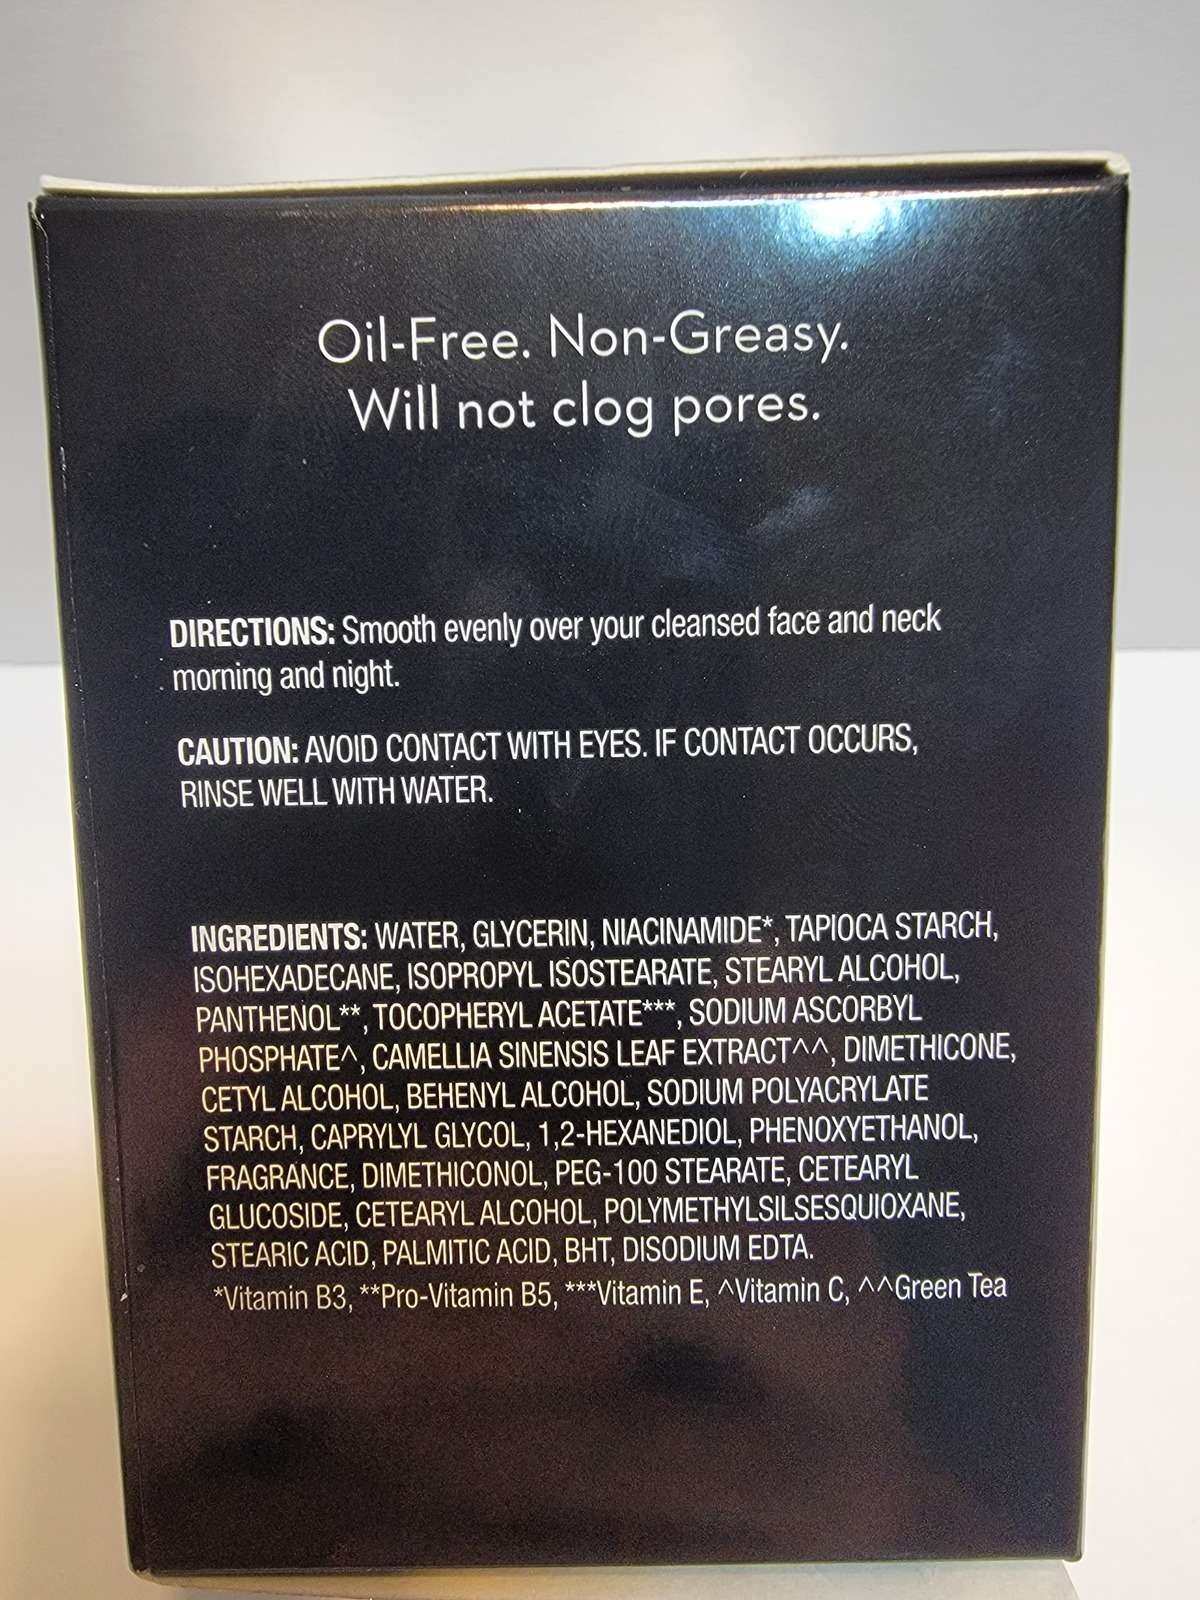 Oil-Free. Non-Greasy.
Will not clog pores.
DIRECTIONS: Smooth evenly over your cleansed face and neck
morning and night.
CAUTION: AVOID CONTACT WITH EYES. IF CONTACT OCCURS,
RINSE WELL WITH WATER.
INGREDIENTS: WATER, GLYCERIN, NIACINAMIDE*, TAPIOCA STARCH,
ISOHEXADECANE, ISOPROPYL ISOSTEARATE, STEARYL ALCOHOL,
PANTHENOL**, TOCOPHERYL ACETATE***, SODIUM ASCORBYL
PHOSPHATE^, CAMELLIA SINENSIS LEAF EXTRACT^^, DIMETHICONE,
CETYL ALCOHOL, BEHENYL ALCOHOL, SODIUM POLYACRYLATE
STARCH, CAPRYLYL GLYCOL, 1,2-HEXANEDIOL, PHENOXYETHANOL,
FRAGRANCE, DIMETHICONOL, PEG-100 STEARATE, CETEARYL
GLUCOSIDE, CETEARYL ALCOHOL, POLYMETHYLSILSESQUIOXANE,
STEARIC ACID, PALMITIC ACID, BHT, DISODIUM EDTA.
*Vitamin B3, **Pro-Vitamin B5, ***Vitamin E, ^Vitamin C, ^^Green Tea